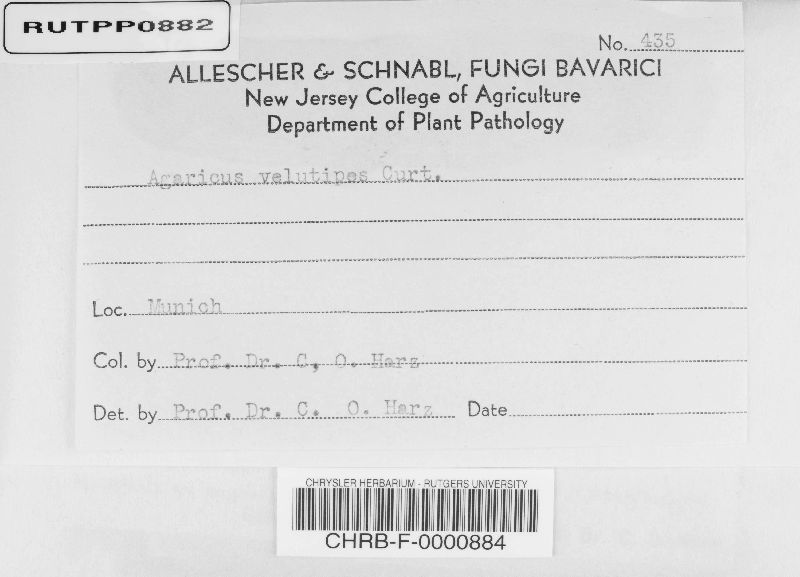 RUTPP0882
No. 435
ALLESCHER & SCHNABL, FUNGI BAVARICI
New Jersey College of Agriculture
Department of Plant Pathology
Agaricus velutipes Curt.
Loc. Munich
Col. by Prof. Dr. C, O. Harz
Det. by Prof. Dr. C. O. Harz Date
CHRYSLER HERBARIUM - RUTGERS UNIVERSITY
CHRB-F-0000884